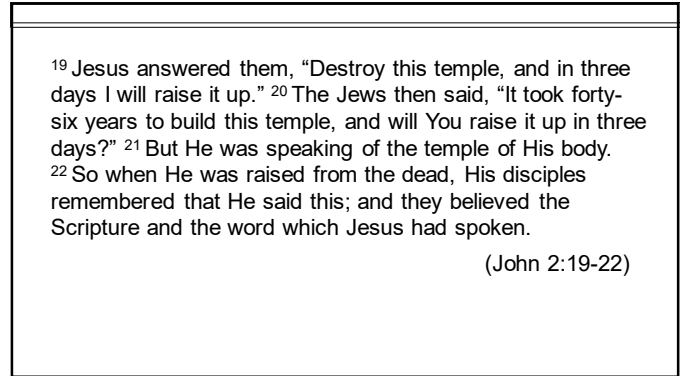 19 Jesus answered them, “Destroy this temple, and in three
days I will raise it up.” 20 The Jews then said, “It took forty-
six years to build this temple, and will You raise it up in three
days?” 21 But He was speaking of the temple of His body.
22 So when He was raised from the dead, His disciples
remembered that He said this; and they believed the
Scripture and the word which Jesus had spoken.
(John 2:19-22)